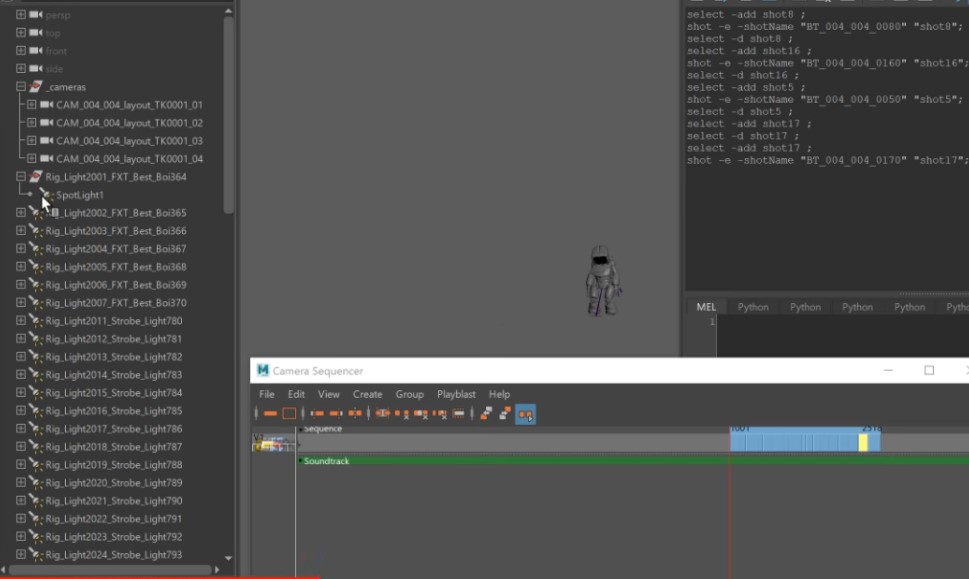 persp
top
front
side
_cameras
CAM_004_004_layout_TK0001_01
CAM_004_004_layout_TK0001_02
CAM_004_004_layout_TK0001_03
CAM_004_004_layout_TK0001_04
Rig_Light2001_FXT_Best_Boi364
SpotLight1
_Light2002_FXT_Best_Boi365
Rig_Light2003_FXT_Best_Boi366
Rig_Light2004_FXT_Best_Boi367
Rig_Light2005_FXT_Best_Boi368
Rig_Light2006_FXT_Best_Boi369
Rig_Light2007_FXT_Best_Boi370
Rig_Light2011_Strobe_Light780
Rig_Light2012_Strobe_Light781
Rig_Light2013_Strobe_Light782
Rig_Light2014_Strobe_Light783
Rig_Light2015_Strobe_Light784
Rig_Light2016_Strobe_Light785
Rig_Light2017_Strobe_Light786
Rig_Light2018_Strobe_Light787
Rig_Light2019_Strobe_Light788
Rig_Light2020_Strobe_Light789
Rig_Light2021_Strobe_Light790
Rig_Light2022_Strobe_Light791
Rig_Light2023_Strobe_Light792
Rig_Light2024_Strobe_Light793
select -add shot8 ;
shot -e -shotName "BT_004_004_0080" "shot8";
select -d shot8 ;
select -add shot16 ;
shot -e -shotName "BT_004_004_0160" "shot16";
select -d shot16 ;
select -add shot5 ;
shot -e -shotName "BT_004_004_0050" "shot5";
select -d shot5 ;
select -add shot17 ;
select -d shot17 ;
select -add shot17 ;
shot -e -shotName "BT_004_004_0170" "shot17";
MEL Python Python Python Python Pytho
1
Camera Sequencer
File Edit View Create Group Playblast Help
Sequence
1001
Soundtrack